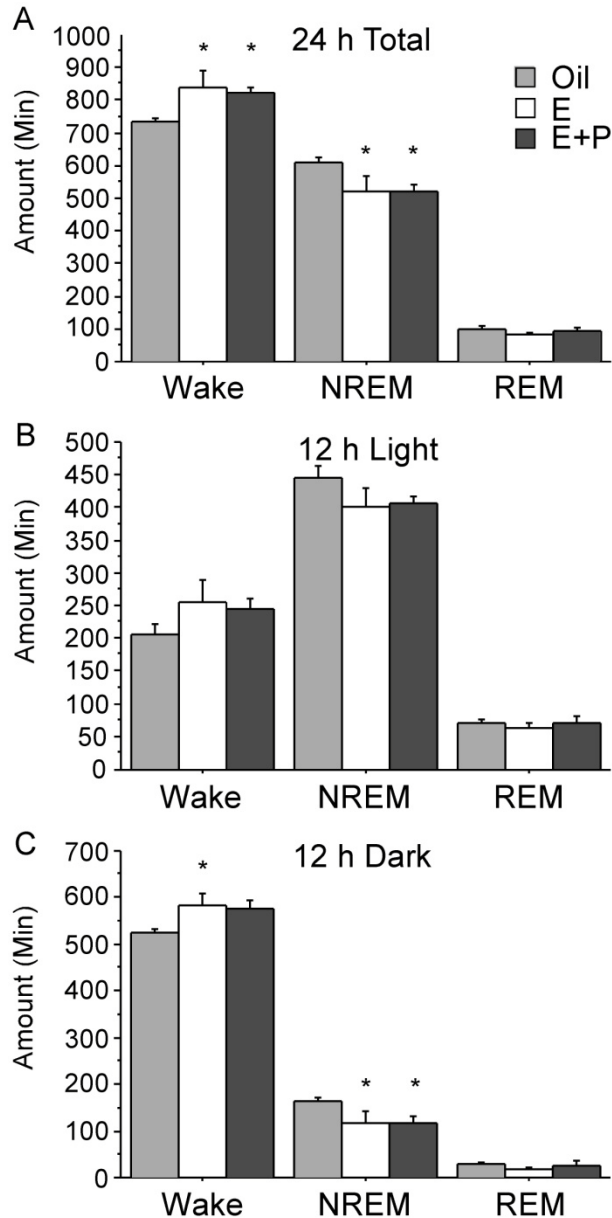 A
24 h Total
Oil
E
E+P
Amount (Min)
1000
900
800
700
600
500
400
300
200
100
0
* *
* *
Wake NREM REM
B
12 h Light
Amount (Min)
500
450
400
350
300
250
200
150
100
50
0
Wake NREM REM
C
12 h Dark
Amount (Min)
700
600
500
400
300
200
100
0
*
* *
Wake NREM REM